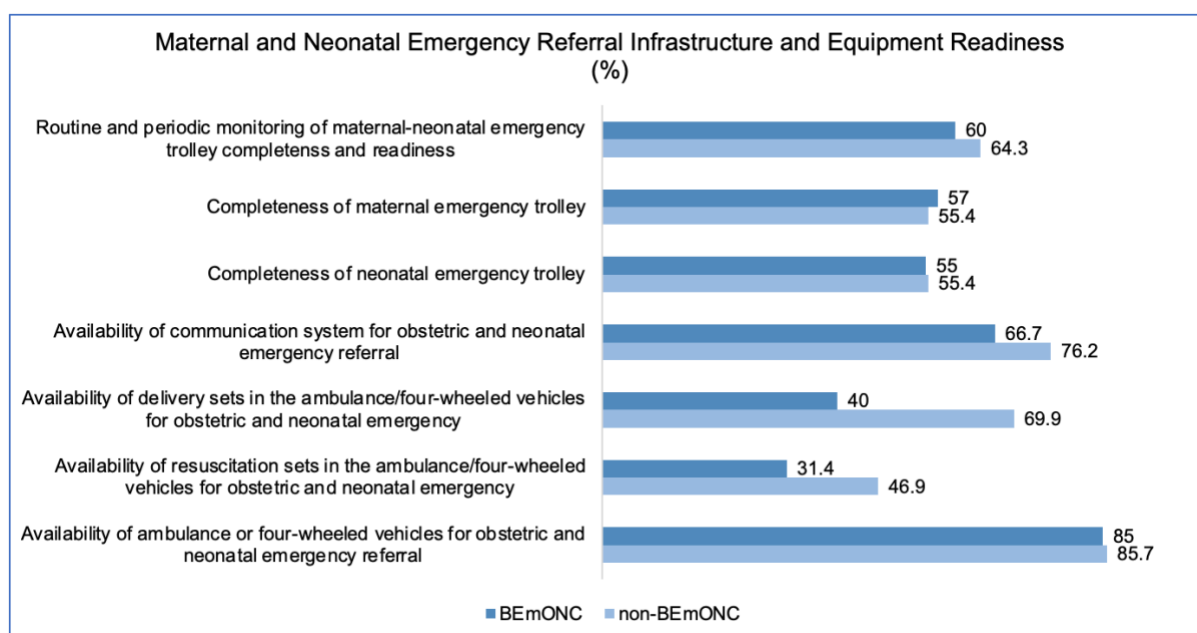 Maternal and Neonatal Emergency Referral Infrastructure and Equipment Readiness
(%)
Routine and periodic monitoring of maternal-neonatal emergency
trolley completenss and readiness
60
64.3
Completeness of maternal emergency trolley
57
55.4
Completeness of neonatal emergency trolley
55
55.4
Availability of communication system for obstetric and neonatal
emergency referral
66.7
76.2
Availability of delivery sets in the ambulance/four-wheeled vehicles
for obstetric and neonatal emergency
40
69.9
Availability of resuscitation sets in the ambulance/four-wheeled
vehicles for obstetric and neonatal emergency
31.4
46.9
Availability of ambulance or four-wheeled vehicles for obstetric and
neonatal emergency referral
85
85.7
BEmONC non-BEmONC